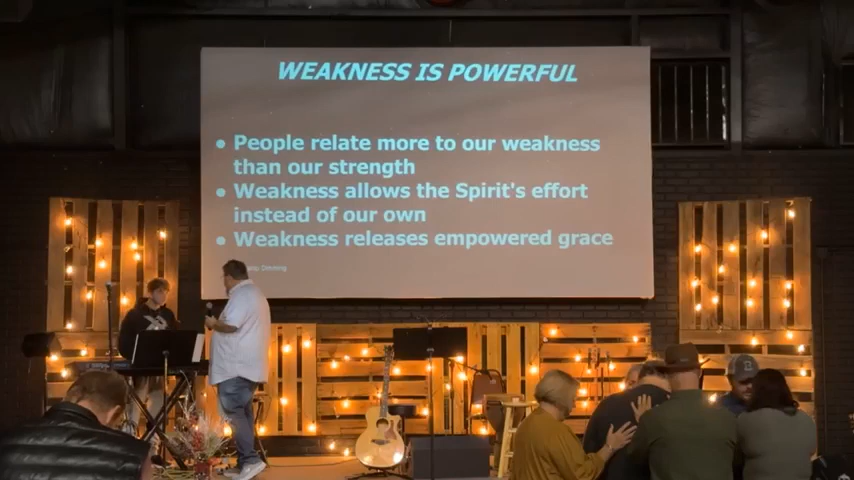 WEAKNESS IS POWERFUL
● People relate more to our weakness
than our strength
● Weakness allows the Spirit's effort
instead of our own
● Weakness releases empowered grace